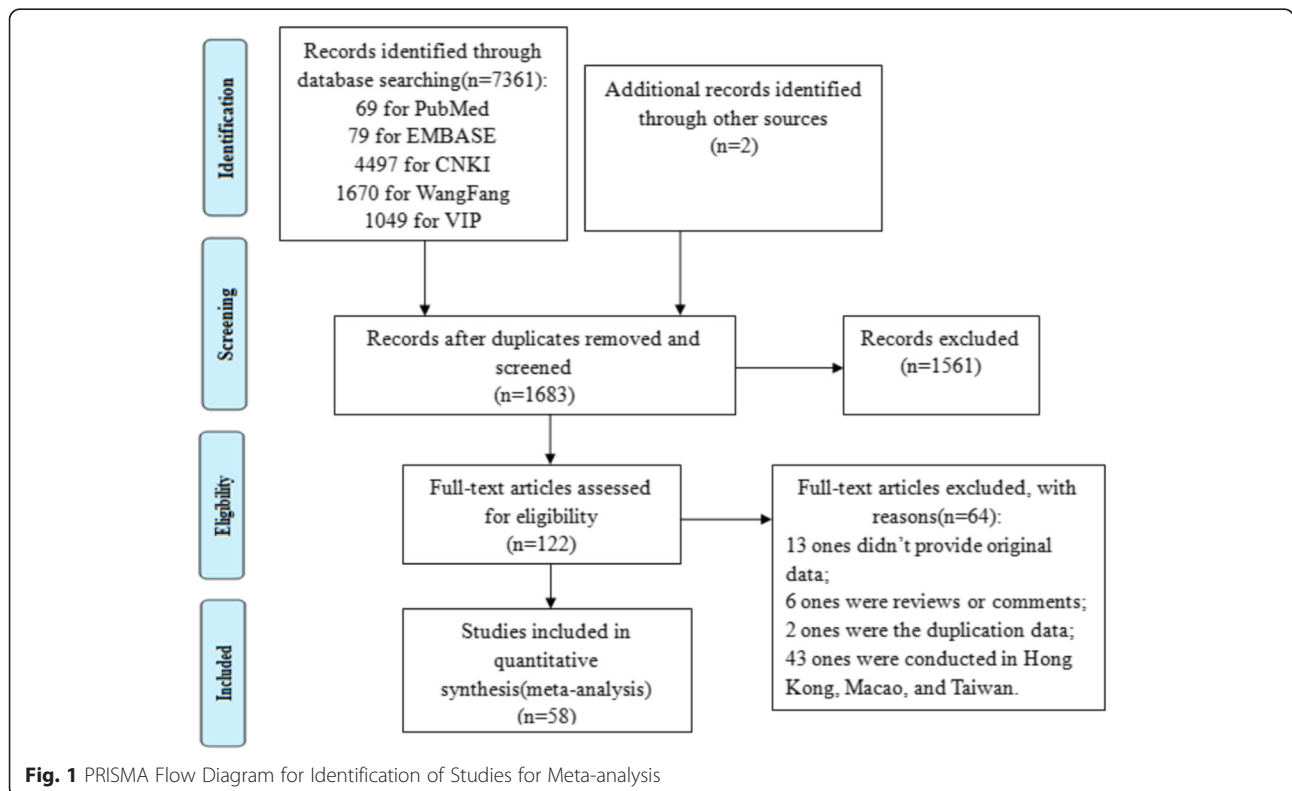 Identification
Records identified through
database searching(n=7361):
69 for PubMed
79 for EMBASE
4497 for CNKI
1670 for WangFang
1049 for VIP
Additional records identified
through other sources
(n=2)
Screening
Records after duplicates removed and
screened
(n=1683)
Records excluded
(n=1561)
Eligibility
Full-text articles assessed
for eligibility
(n=122)
Full-text articles excluded, with
reasons(n=64):
13 ones didn’t provide original
data;
6 ones were reviews or comments;
2 ones were the duplication data;
43 ones were conducted in Hong
Kong, Macao, and Taiwan.
Included
Studies included in
quantitative
synthesis(meta-analysis)
(n=58)
Fig. 1 PRISMA Flow Diagram for Identification of Studies for Meta-analysis